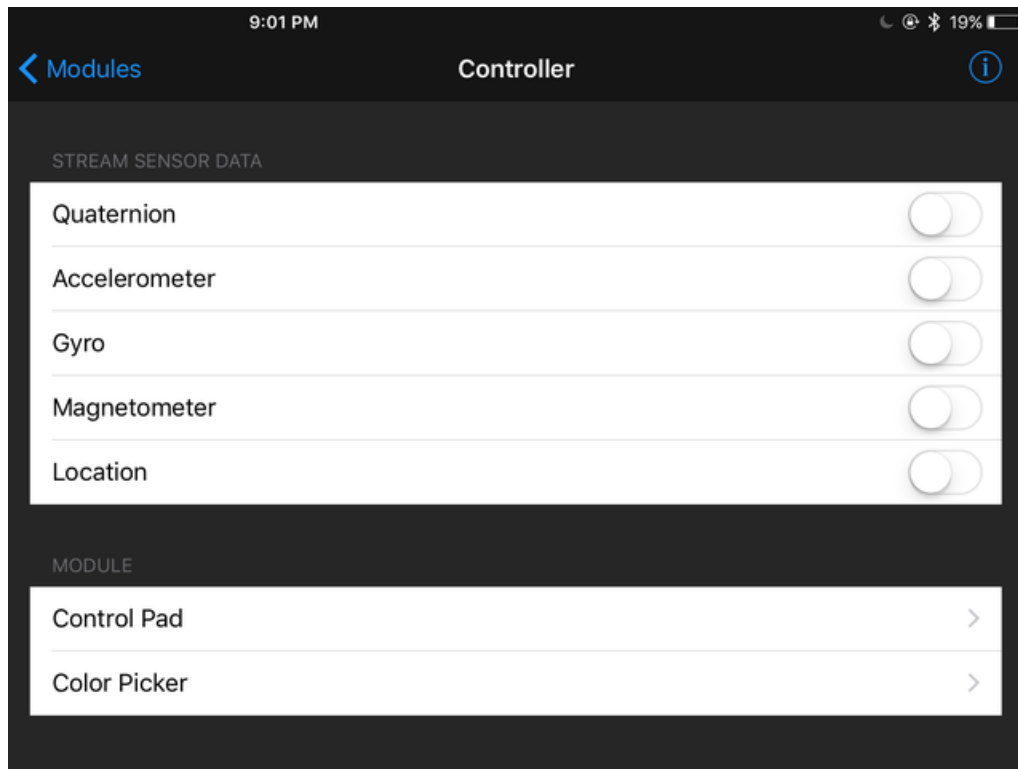 9:01 PM 19%
Modules Controller
STREAM SENSOR DATA
Quaternion
Accelerometer
Gyro
Magnetometer
Location
MODULE
Control Pad
Color Picker